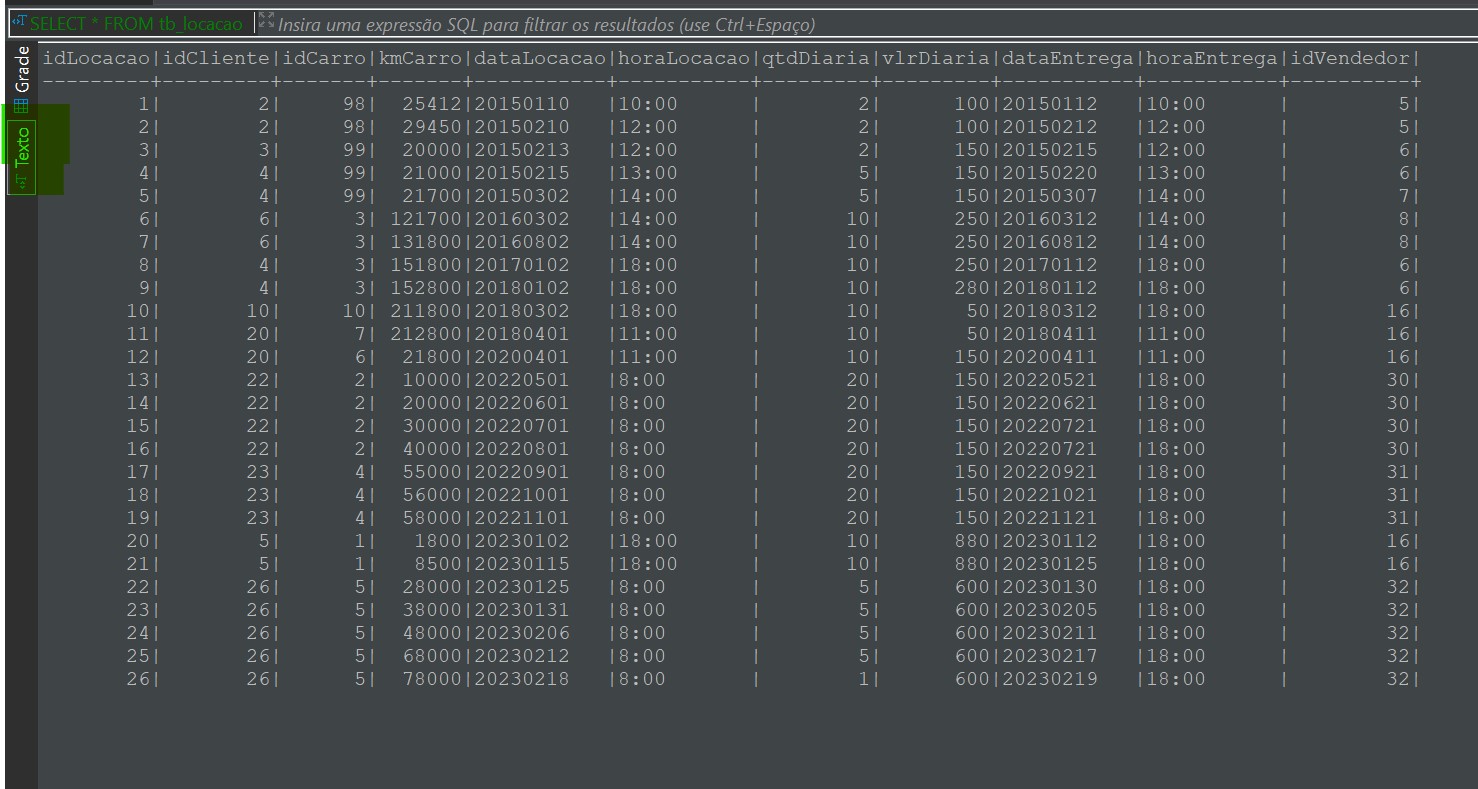 SELECT * FROM tb_locacao Insira uma expressão SQL para filtrar os resultados (use Ctrl+Espaço)
Grade
Texto
idLocacao|idCliente|idCarro|kmCarro|dataLocacao|horaLocacao|qtdDiaria|vlrDiaria|dataEntrega|horaEntrega|idVendedor|
---------+---------+-------+-------+-----------+-----------+---------+---------+-----------+-----------+----------+
        1|        2|     98|  25412|20150110   |10:00      |        2|      100|20150112   |10:00      |         5|
        2|        2|     98|  29450|20150210   |12:00      |        2|      100|20150212   |12:00      |         5|
        3|        3|     99|  20000|20150213   |12:00      |        2|      150|20150215   |12:00      |         6|
        4|        4|     99|  21000|20150215   |13:00      |        5|      150|20150220   |13:00      |         6|
        5|        4|     99|  21700|20150302   |14:00      |        5|      150|20150307   |14:00      |         7|
        6|        6|      3| 121700|20160302   |14:00      |       10|      250|20160312   |14:00      |         8|
        7|        6|      3| 131800|20160802   |14:00      |       10|      250|20160812   |14:00      |         8|
        8|        4|      3| 151800|20170102   |18:00      |       10|      250|20170112   |18:00      |         6|
        9|        4|      3| 152800|20180102   |18:00      |       10|      280|20180112   |18:00      |         6|
       10|       10|     10| 211800|20180302   |18:00      |       10|       50|20180312   |18:00      |        16|
       11|       20|      7| 212800|20180401   |11:00      |       10|       50|20180411   |11:00      |        16|
       12|       20|      6|  21800|20200401   |11:00      |       10|      150|20200411   |11:00      |        16|
       13|       22|      2|  10000|20220501   |8:00       |       20|      150|20220521   |18:00      |        30|
       14|       22|      2|  20000|20220601   |8:00       |       20|      150|20220621   |18:00      |        30|
       15|       22|      2|  30000|20220701   |8:00       |       20|      150|20220721   |18:00      |        30|
       16|       22|      2|  40000|20220801   |8:00       |       20|      150|20220721   |18:00      |        30|
       17|       23|      4|  55000|20220901   |8:00       |       20|      150|20220921   |18:00      |        31|
       18|       23|      4|  56000|20221001   |8:00       |       20|      150|20221021   |18:00      |        31|
       19|       23|      4|  58000|20221101   |8:00       |       20|      150|20221121   |18:00      |        31|
       20|        5|      1|   1800|20230102   |18:00      |       10|      880|20230112   |18:00      |        16|
       21|        5|      1|   8500|20230115   |18:00      |       10|      880|20230125   |18:00      |        16|
       22|       26|      5|  28000|20230125   |8:00       |        5|      600|20230130   |18:00      |        32|
       23|       26|      5|  38000|20230131   |8:00       |        5|      600|20230205   |18:00      |        32|
       24|       26|      5|  48000|20230206   |8:00       |        5|      600|20230211   |18:00      |        32|
       25|       26|      5|  68000|20230212   |8:00       |        5|      600|20230217   |18:00      |        32|
       26|       26|      5|  78000|20230218   |8:00       |        1|      600|20230219   |18:00      |        32|